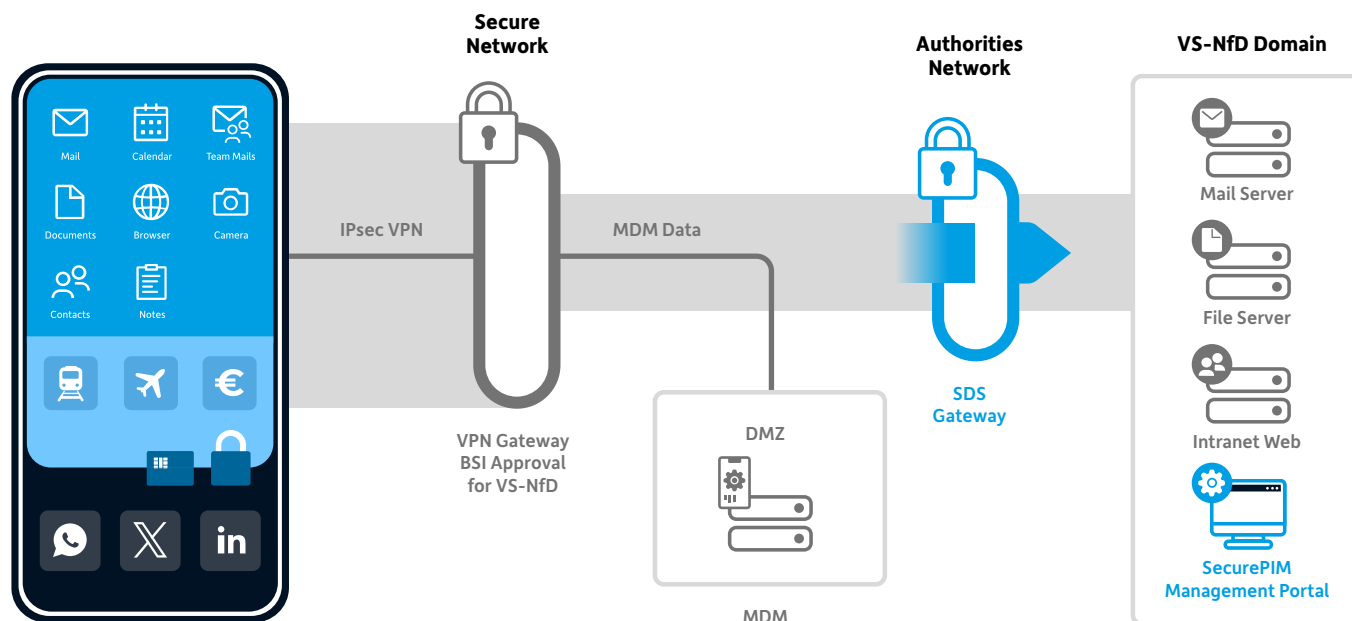 Secure
Network
Authorities
Network
VS-NfD Domain
Mail
Calendar
Team Mails
Documents
Browser
Camera
Contacts
Notes
IPsec VPN
MDM Data
VPN Gateway
BSI Approval
for VS-NfD
DMZ
MDM
SDS
Gateway
Mail Server
File Server
Intranet Web
SecurePIM
Management Portal
€
X
in